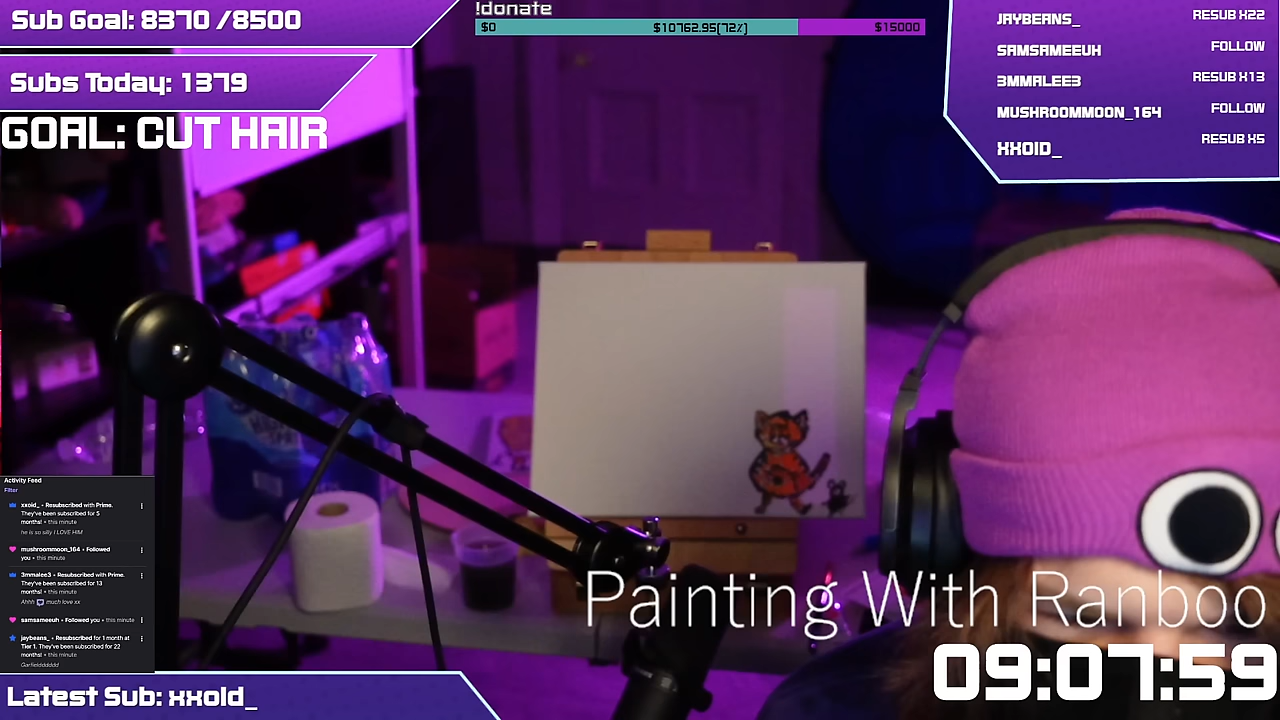 Sub Goal: 8370 /8500
Subs Today: 1379
GOAL: CUT HAIR
!donate
$0
$10762.95(72%)
$15000
JAYBEANS_ RESUB X22
SAMSAMEEUH FOLLOW
3MMALEE3 RESUB X13
MUSHROOMMOON_164 FOLLOW
XXOID_ RESUB X5
Activity Feed
Filter
xxoid_ • Resubscribed with Prime.
They've been subscribed for 5
months! • this minute
he is so silly I LOVE HIM
mushroommoon_164 • Followed
you • this minute
3mmalee3 • Resubscribed with Prime.
They've been subscribed for 13
months! • this minute
Ahhh much love xx
samsameeuh • Followed you • this minute
jaybeans_ • Resubscribed for 1 month at
Tier 1. They've been subscribed for 22
months! • this minute
Garfieldddddd
Painting With Ranboo
09:07:59
Latest Sub: xxoid_